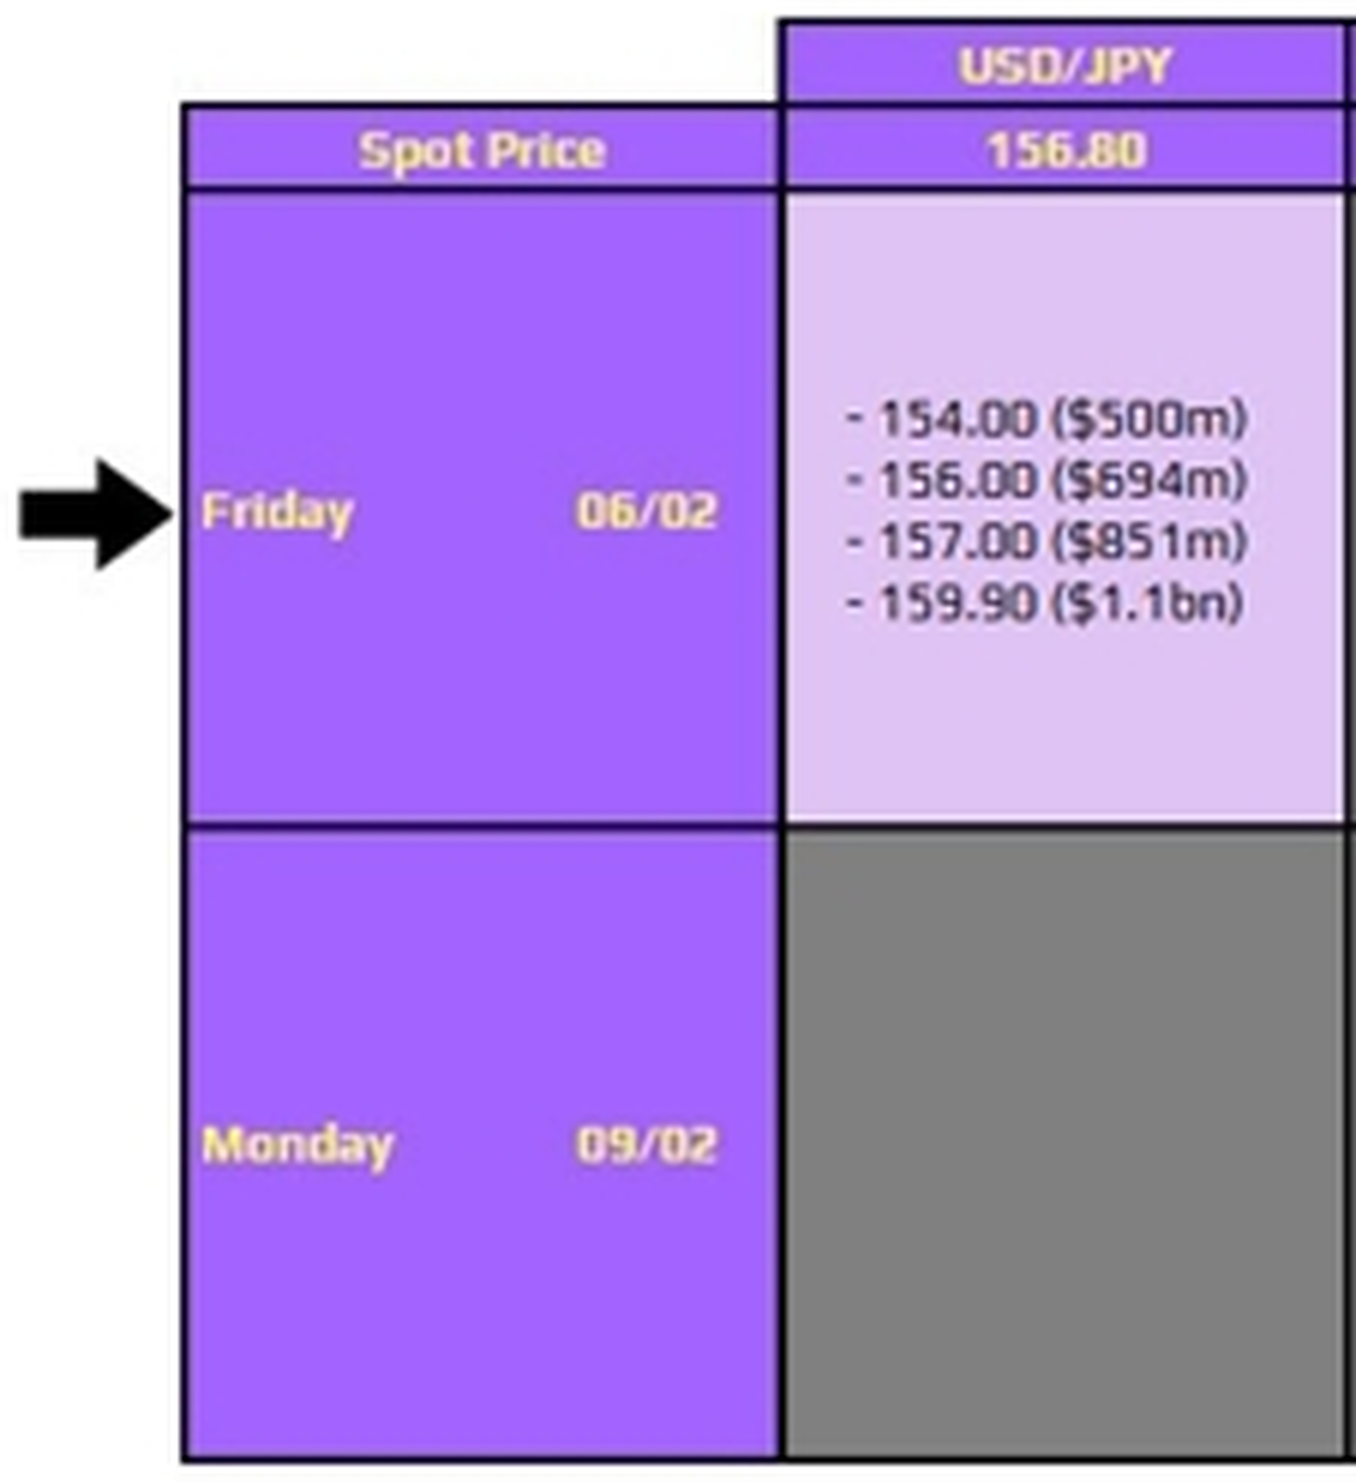 USD/JPY
Spot Price 156.80
Friday 06/02
- 154.00 ($500m)
- 156.00 ($694m)
- 157.00 ($851m)
- 159.90 ($1.1bn)
Monday 09/02